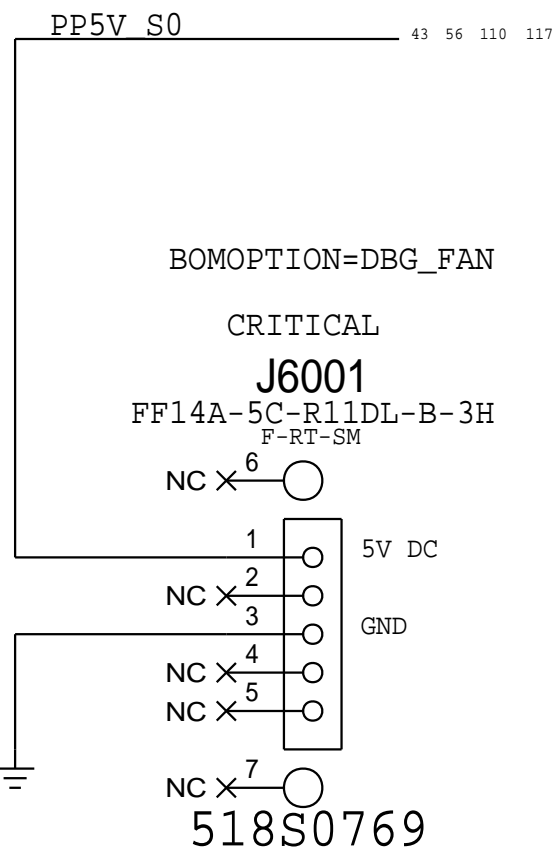 PP5V_S0
43 56 110 117
BOMOPTION=DBG_FAN
CRITICAL
J6001
FF14A-5C-R11DL-B-3H
F-RT-SM
NC 6
1 5V DC
NC 2
3 GND
NC 4
NC 5
NC 7
518S0769